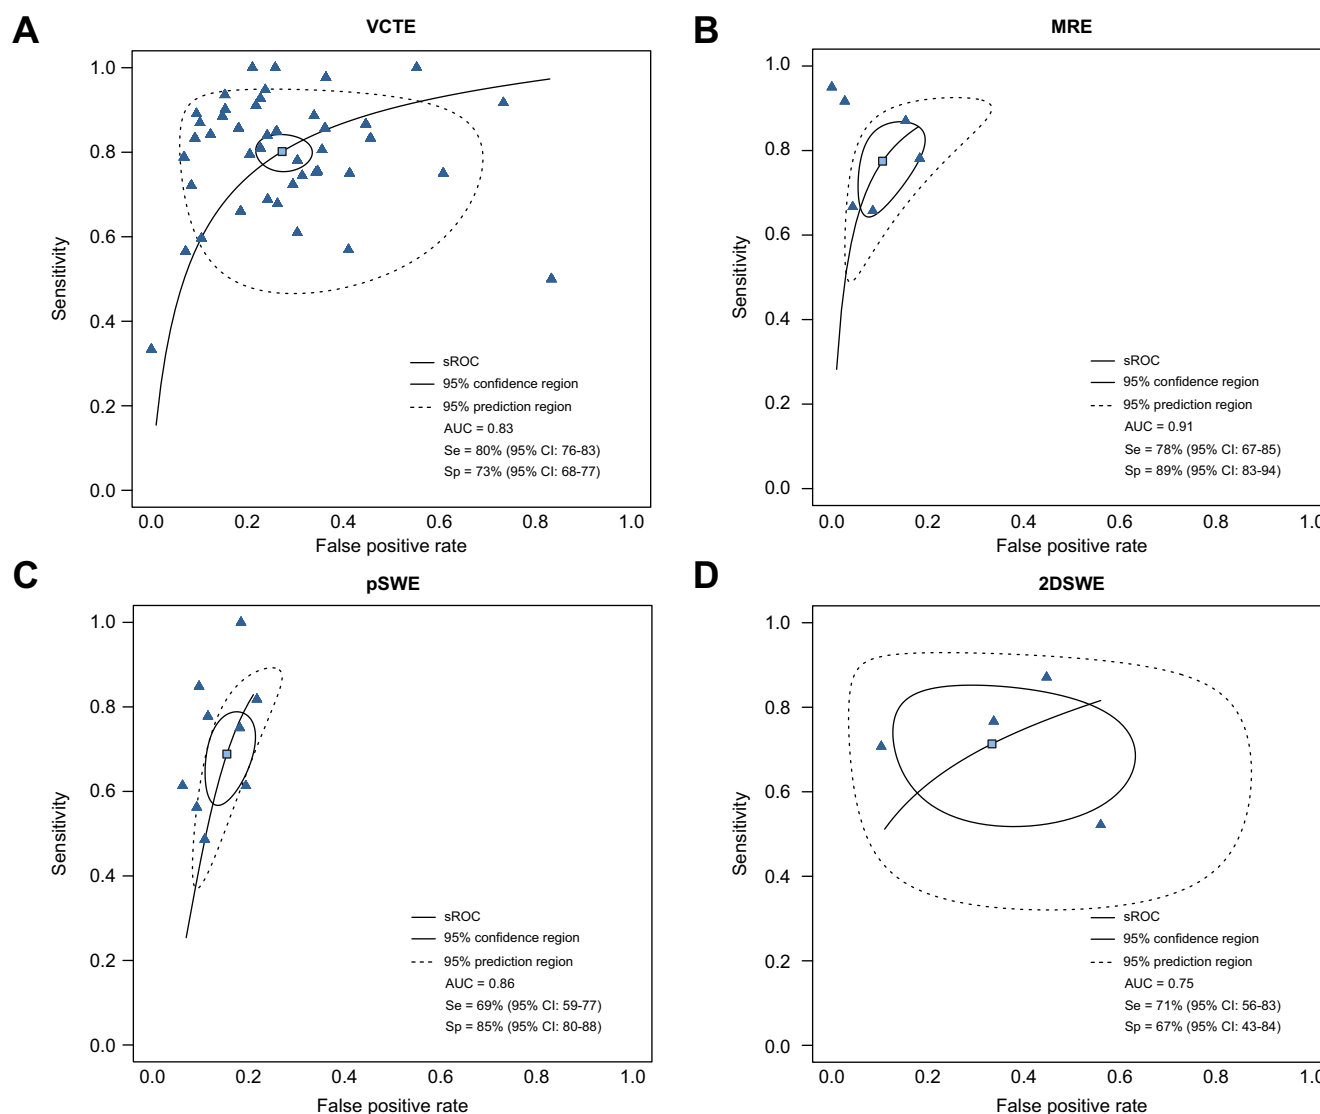 A
VCTE
1.0
0.8
0.6
0.4
0.2
0.0
Sensitivity
sROC
95% confidence region
95% prediction region
AUC = 0.83
Se = 80% (95% CI: 76-83)
Sp = 73% (95% CI: 68-77)
0.0 0.2 0.4 0.6 0.8 1.0
False positive rate
B
MRE
1.0
0.8
0.6
0.4
0.2
0.0
Sensitivity
sROC
95% confidence region
95% prediction region
AUC = 0.91
Se = 78% (95% CI: 67-85)
Sp = 89% (95% CI: 83-94)
0.0 0.2 0.4 0.6 0.8 1.0
False positive rate
C
pSWE
1.0
0.8
0.6
0.4
0.2
0.0
Sensitivity
sROC
95% confidence region
95% prediction region
AUC = 0.86
Se = 69% (95% CI: 59-77)
Sp = 85% (95% CI: 80-88)
0.0 0.2 0.4 0.6 0.8 1.0
False positive rate
D
2DSWE
1.0
0.8
0.6
0.4
0.2
0.0
Sensitivity
sROC
95% confidence region
95% prediction region
AUC = 0.75
Se = 71% (95% CI: 56-83)
Sp = 67% (95% CI: 43-84)
0.0 0.2 0.4 0.6 0.8 1.0
False positive rate